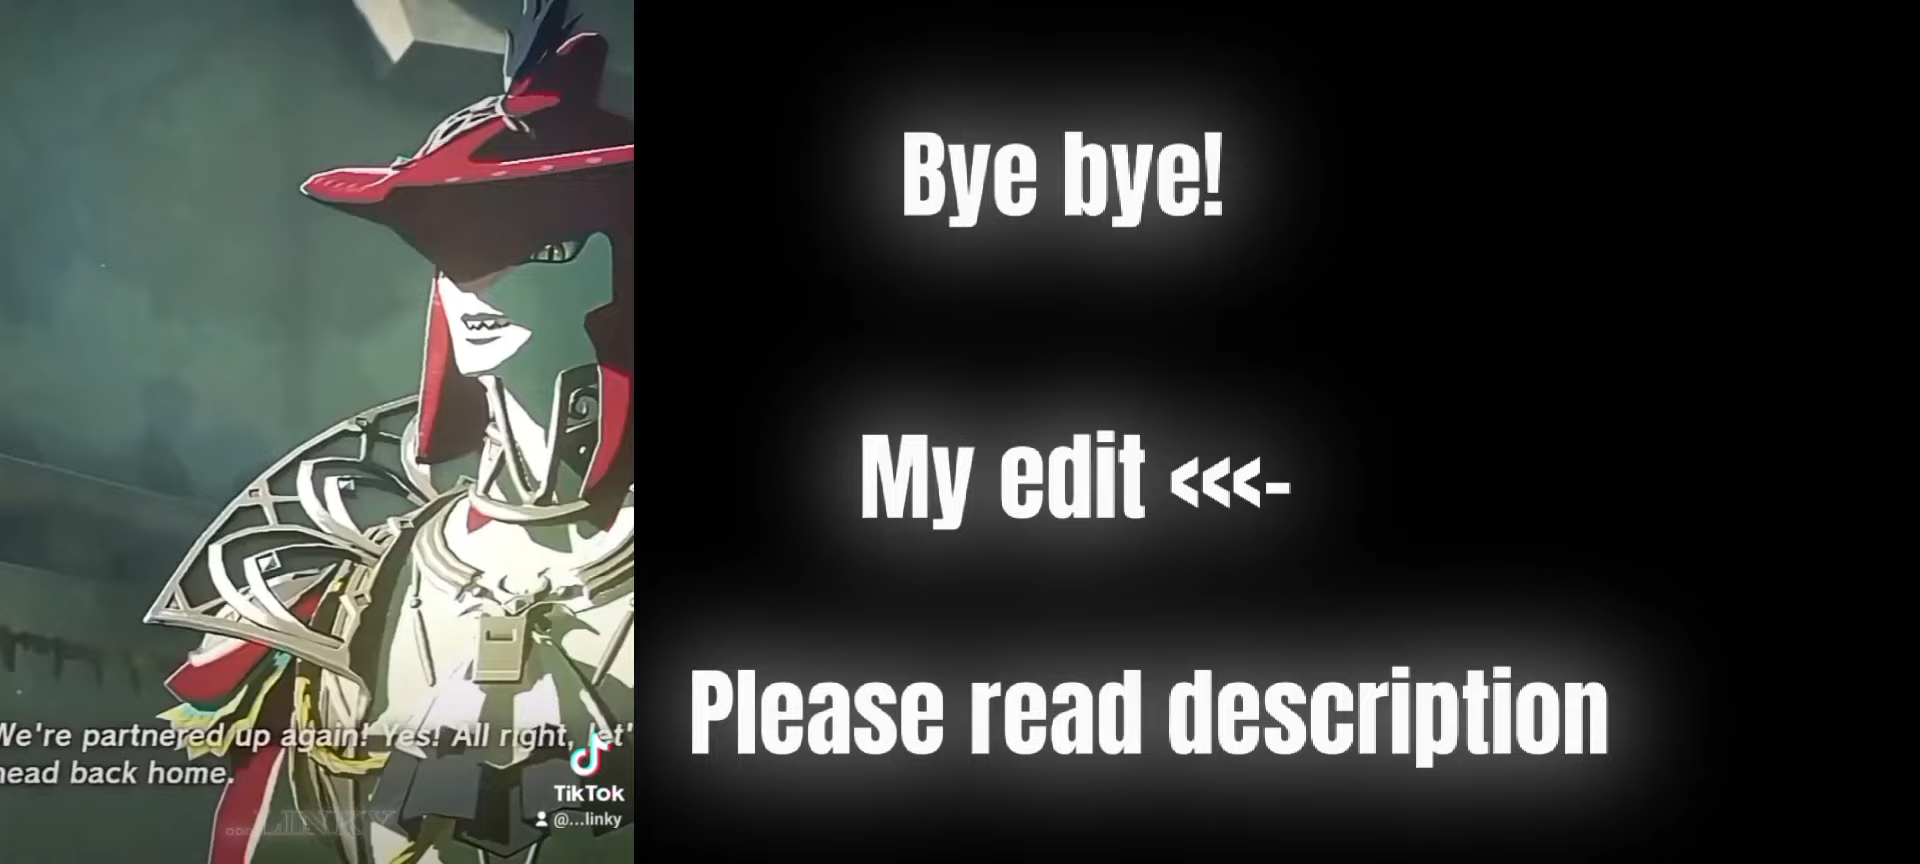 Bye bye!
My edit <<<-
Please read description
We're partnered up again! Yes! All right, let'
head back home.
TikTok
@...linky
...LINKY